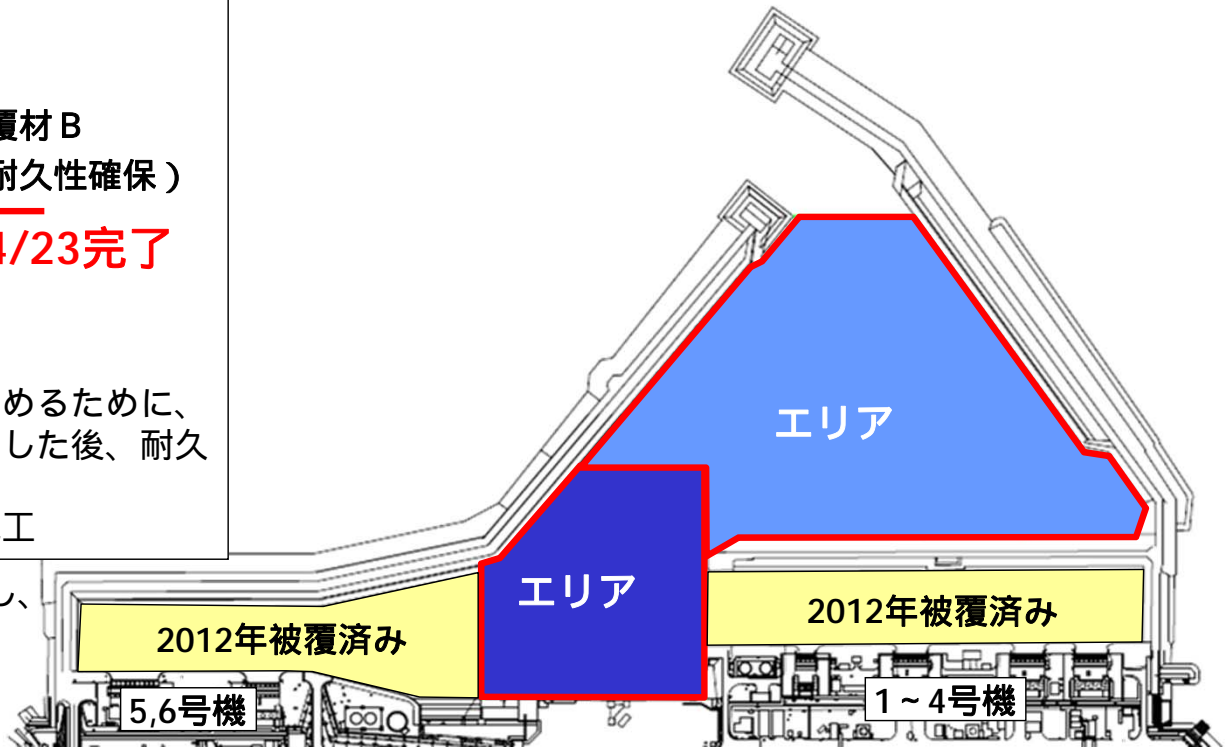 覆材B
耐久性確保)
4/23完了
めるために、
した後、耐久
工
し、
エリア
エリア
2012年被覆済み
2012年被覆済み
5,6号機
1~4号機